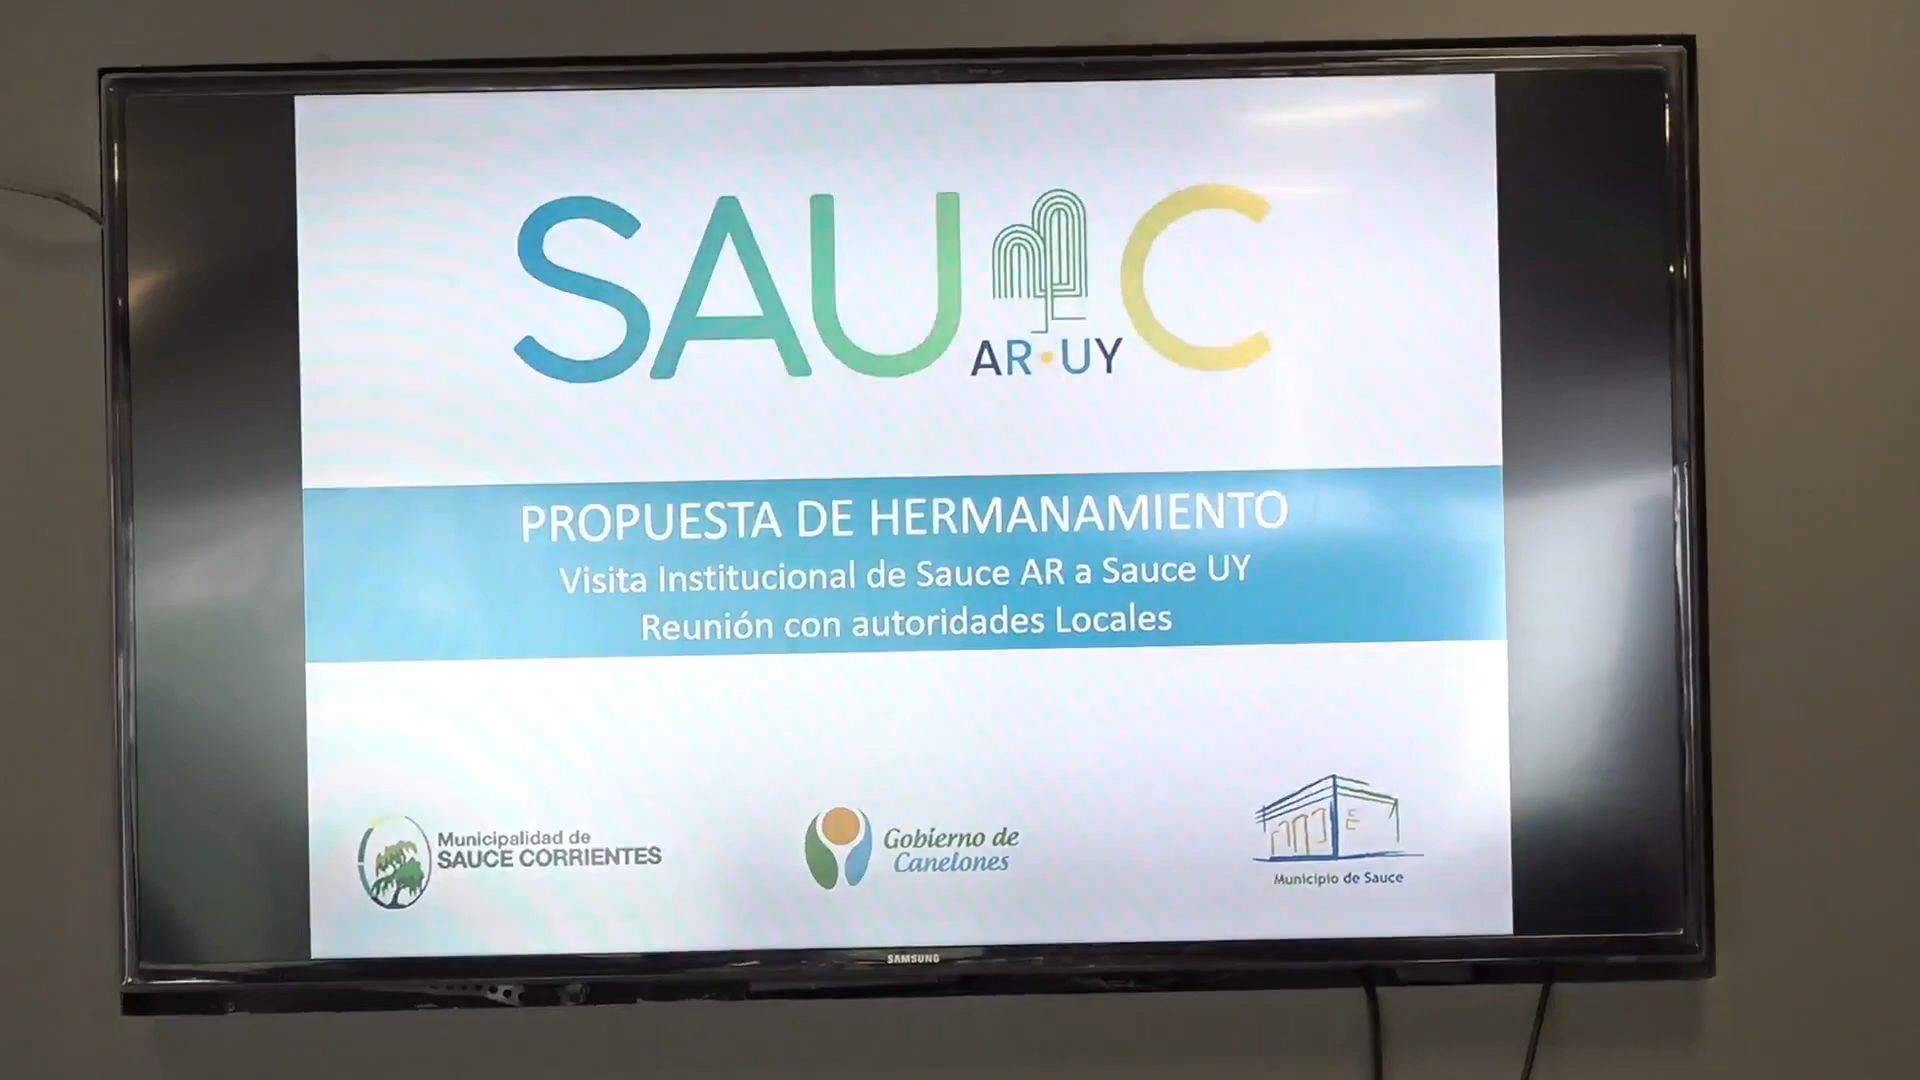 SAUC
AR·UY
PROPUESTA DE HERMANAMIENTO
Visita Institucional de Sauce AR a Sauce UY
Reunión con autoridades Locales
Municipalidad de
SAUCE CORRIENTES
Gobierno de
Canelones
Municipio de Sauce
SAMSUNG